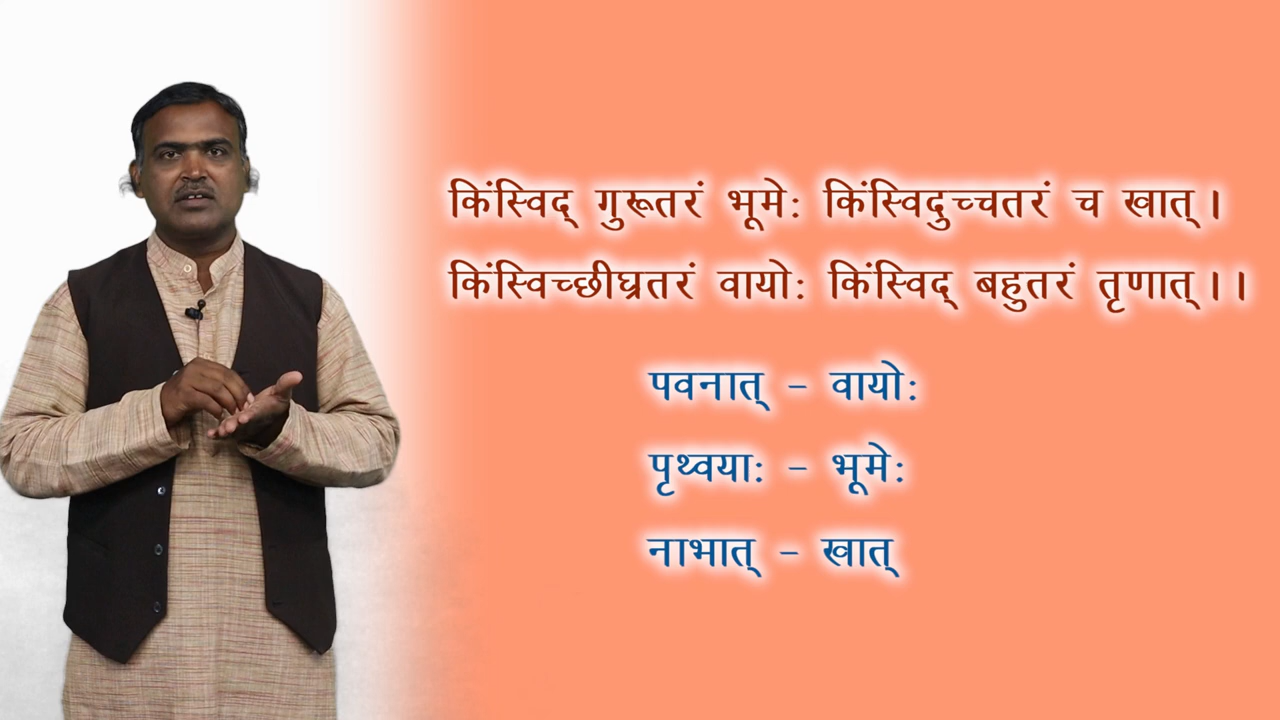 किंस्विद् गुरूतरं भूमेः किंस्विदुच्चतरं च खात्।
किंस्विच्छीघ्रतरं वायोः किंस्विद् बहुतरं तृणात्।।
पवनात् - वायोः
पृथ्वयाः - भूमेः
नाभात् - खात्